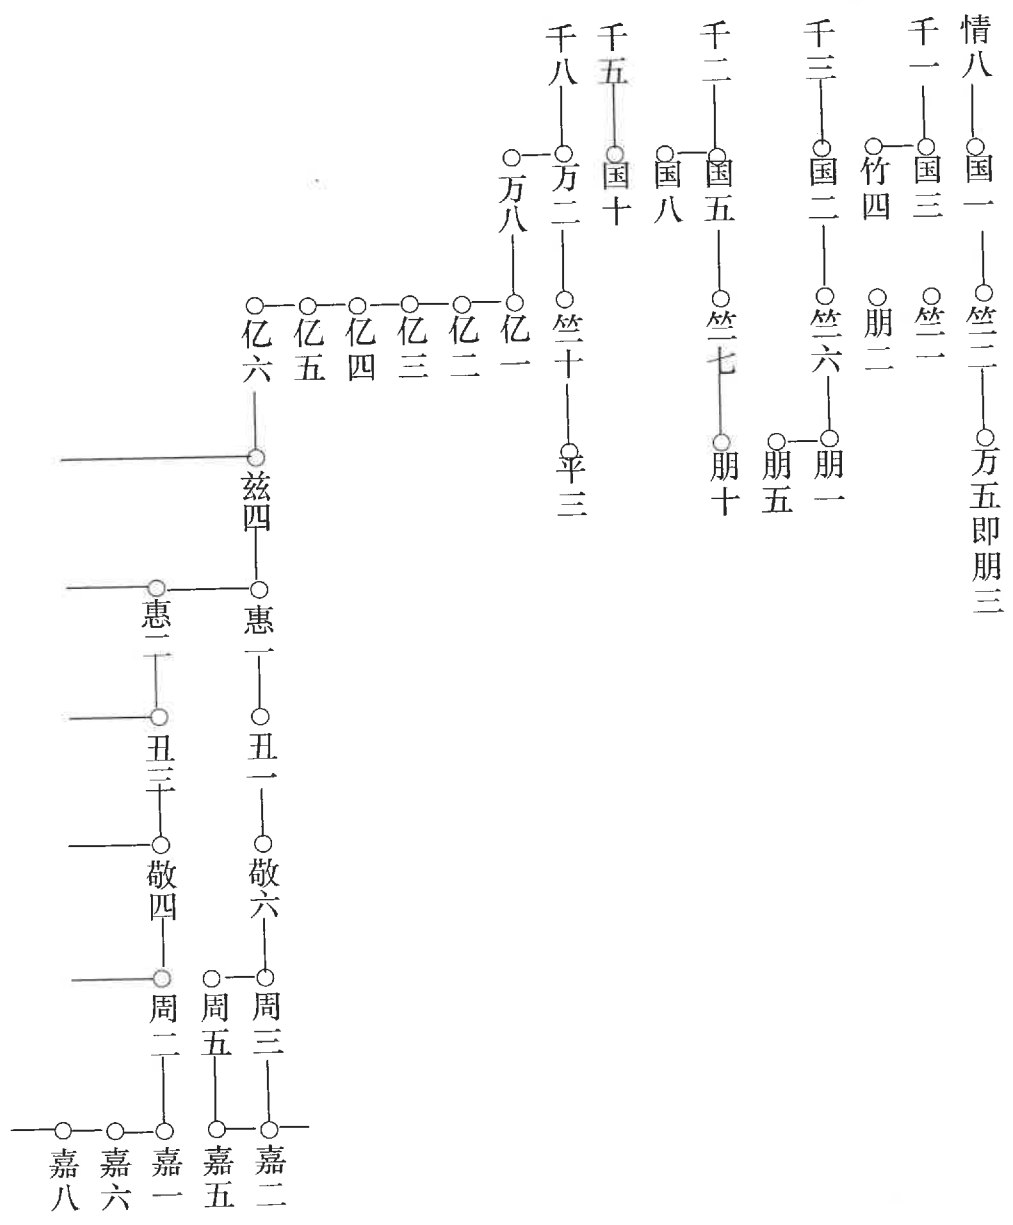 情八
千一
千三
千二
千五
千八
国一
国三
竹四
国二
国五
国八
国十
万二
万八
竺二
竺一
朋二
竺六
竺七
竺十
亿一
亿二
亿三
亿四
亿五
亿六
万五即朋三
朋一
朋五
朋十
平三
兹四
惠一
惠二
丑一
丑三
敬六
敬四
周三
周五
周二
嘉二
嘉五
嘉一
嘉六
嘉八